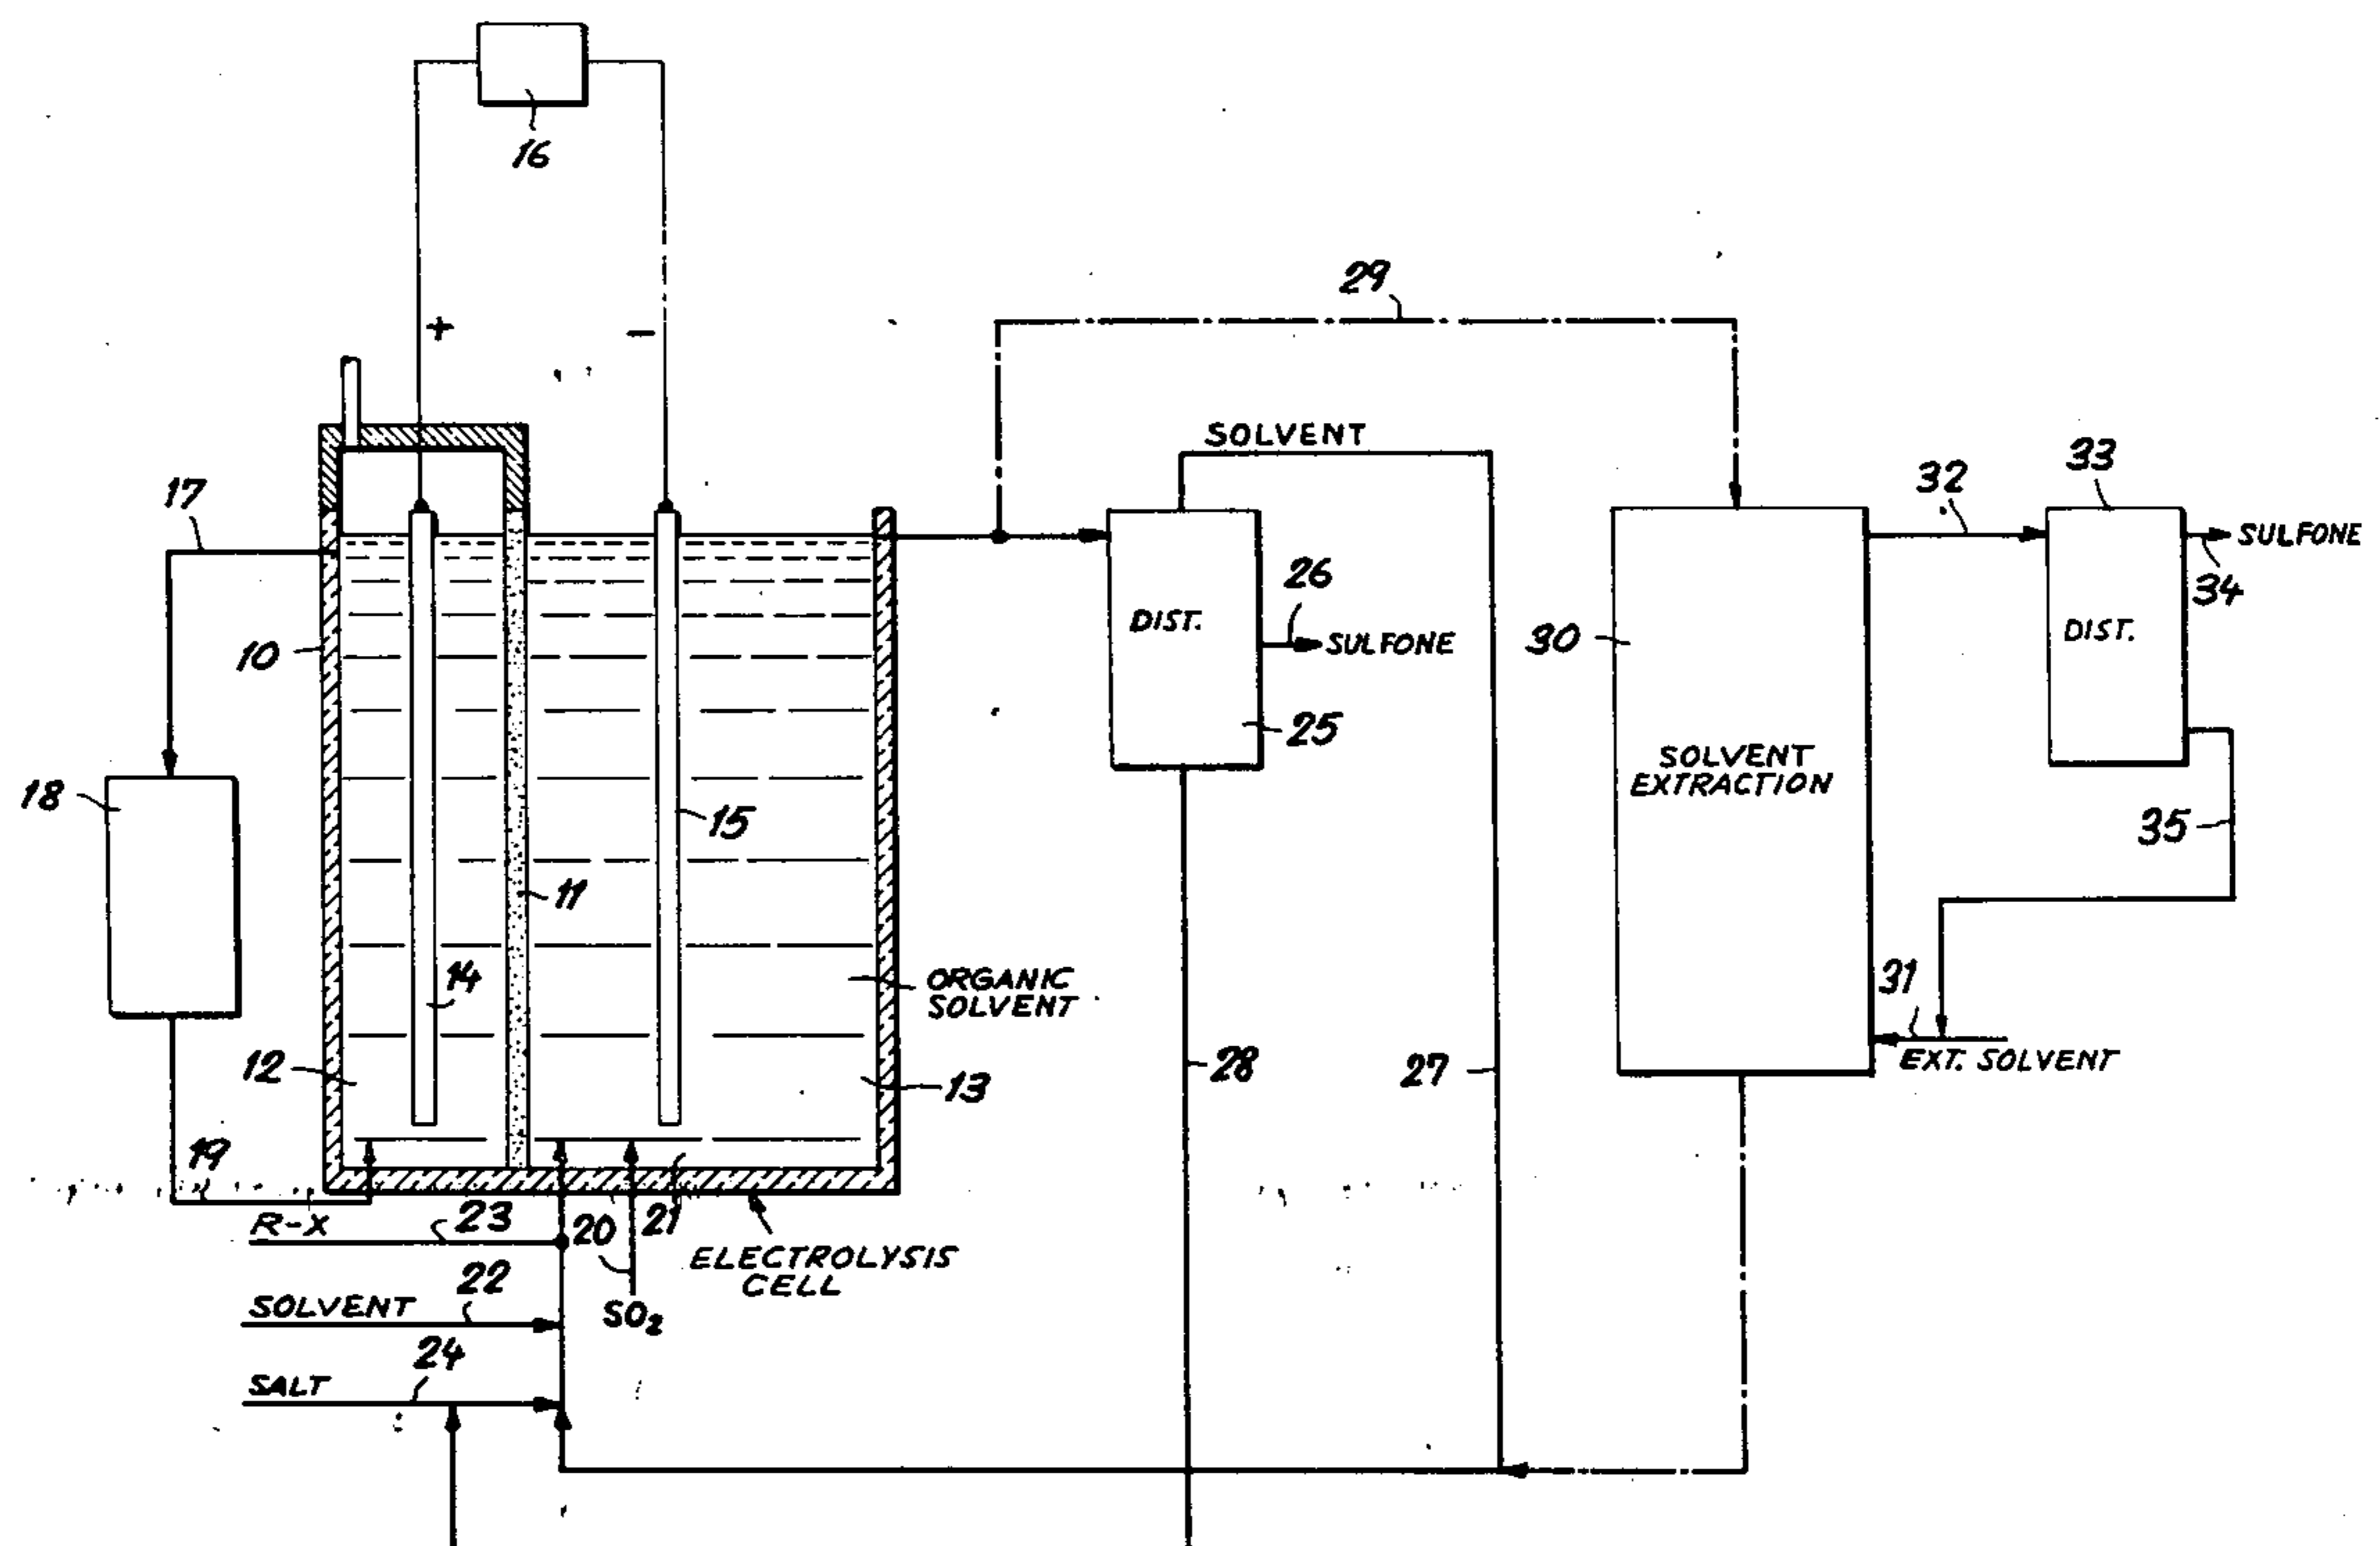 16
+
−
29
SOLVENT
17
32
33
SULFONE
34
26
DIST.
SULFONE
DIST.
10
30
25
18
15
SOLVENT
EXTRACTION
35
11
14
ORGANIC
SOLVENT
31
12
13
28
27
EXT. SOLVENT
19
R-X
23
20
21
ELECTROLYSIS
CELL
22
SOLVENT
SO₂
24
SALT